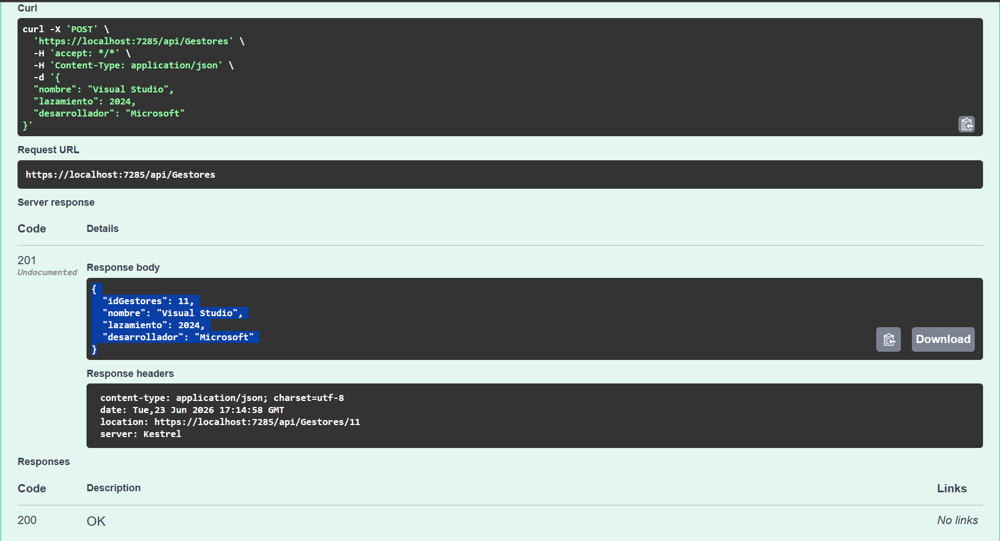 Curl
curl -X 'POST' \
  'https://localhost:7285/api/Gestores' \
  -H 'accept: */*' \
  -H 'Content-Type: application/json' \
  -d '{
  "nombre": "Visual Studio",
  "lazamiento": 2024,
  "desarrollador": "Microsoft"
}'
Request URL
https://localhost:7285/api/Gestores
Server response
Code Details
201
Undocumented
Response body
{
  "idGestores": 11,
  "nombre": "Visual Studio",
  "lazamiento": 2024,
  "desarrollador": "Microsoft"
}
Download
Response headers
content-type: application/json; charset=utf-8
date: Tue,23 Jun 2026 17:14:58 GMT
location: https://localhost:7285/api/Gestores/11
server: Kestrel
Responses
Code Description Links
200 OK No links